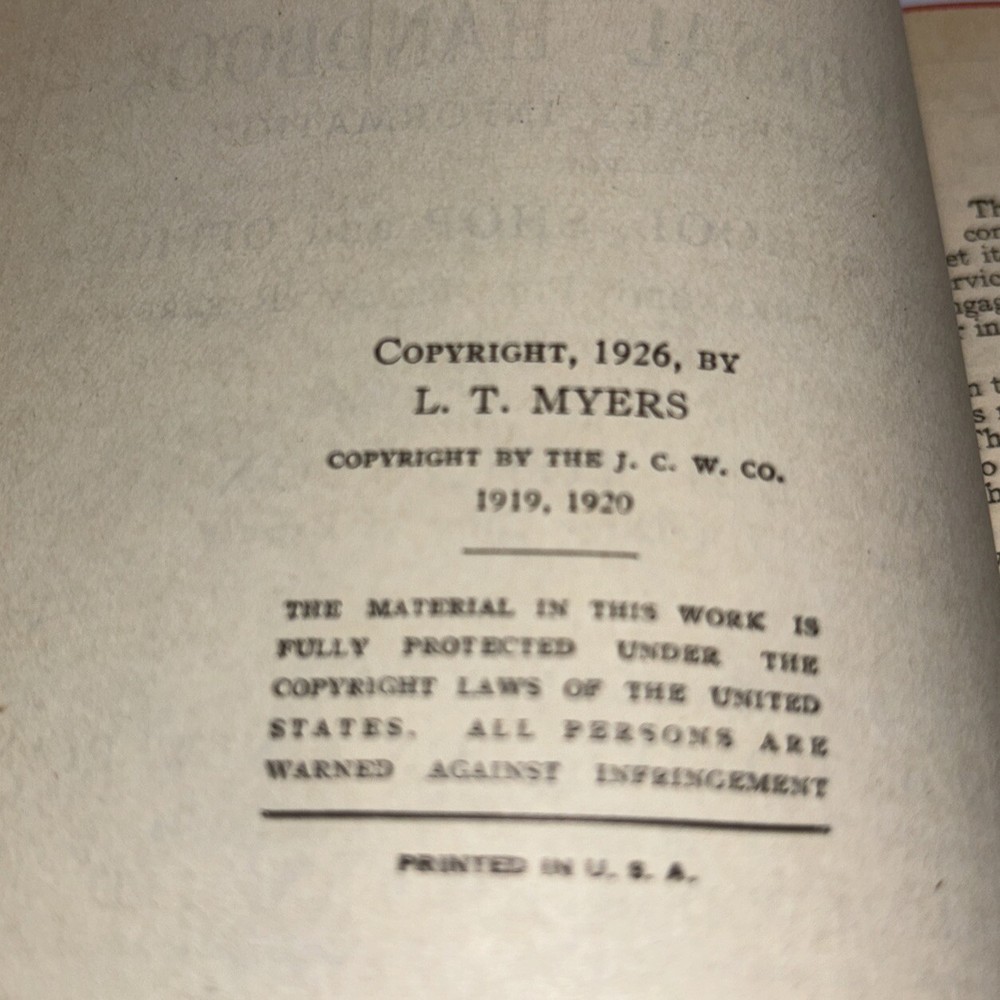 COPYRIGHT, 1926, BY
L. T. MYERS
COPYRIGHT BY THE J. C. W. CO.
1919, 1920
THE MATERIAL IN THIS WORK IS
FULLY PROTECTED UNDER THE
COPYRIGHT LAWS OF THE UNITED
STATES. ALL PERSONS ARE
WARNED AGAINST INFRINGEMENT
PRINTED IN U. S. A.